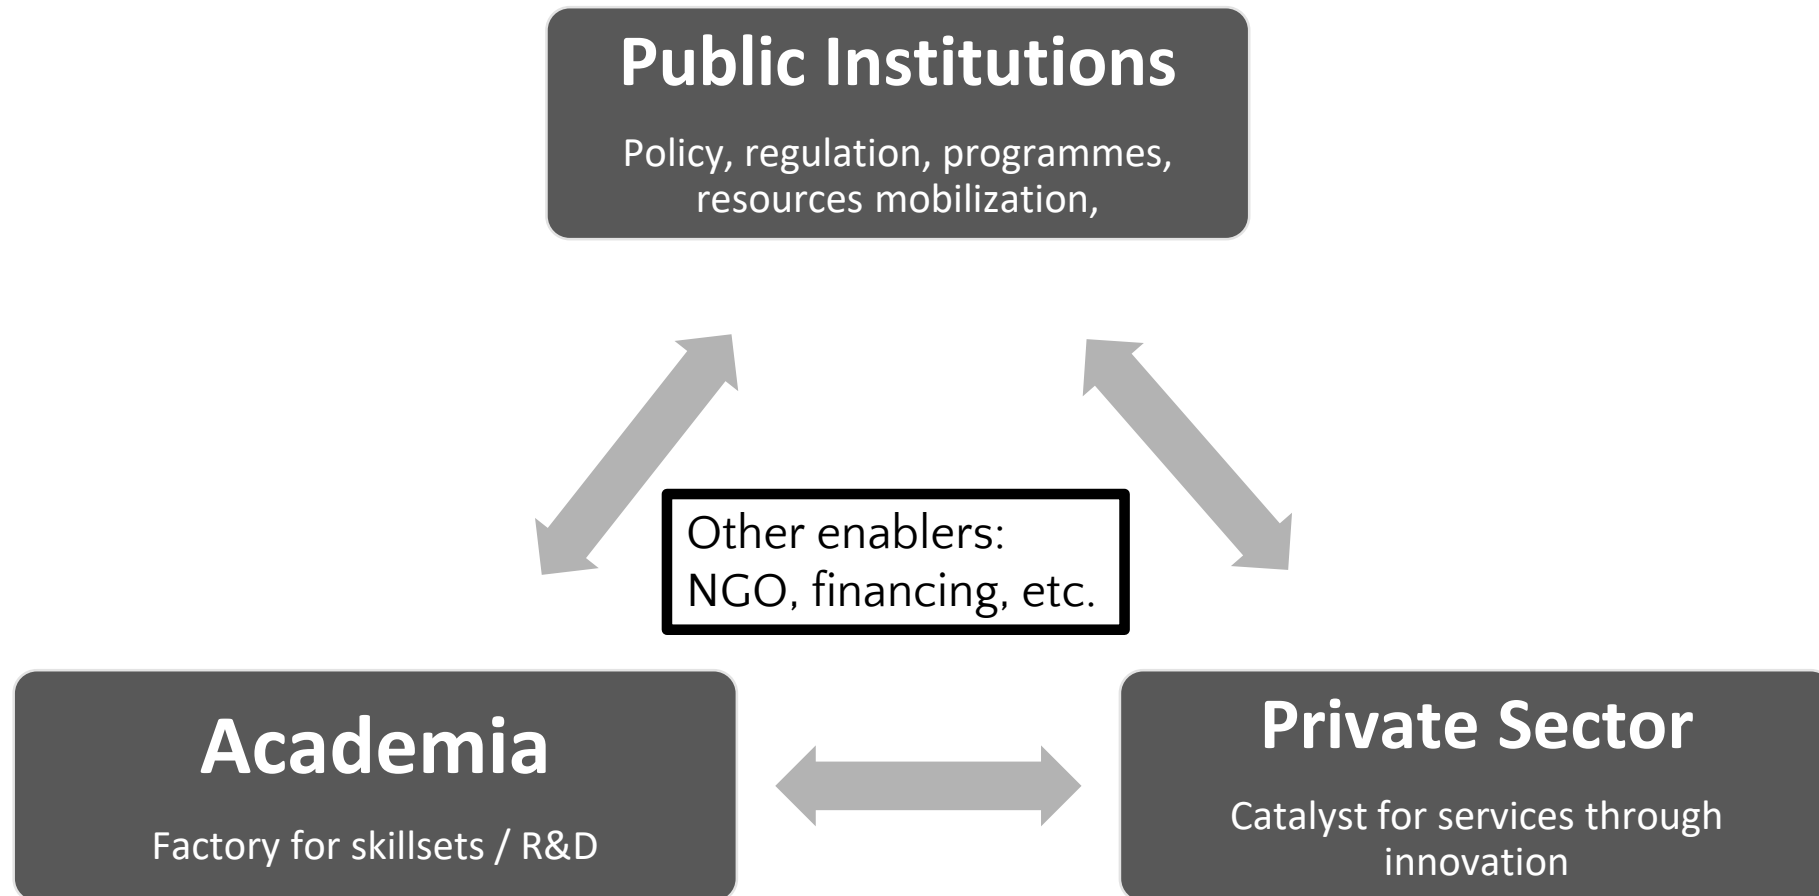 Public Institutions
Policy, regulation, programmes,
resources mobilization,
Other enablers:
NGO, financing, etc.
Academia
Factory for skillsets / R&D
Private Sector
Catalyst for services through
innovation